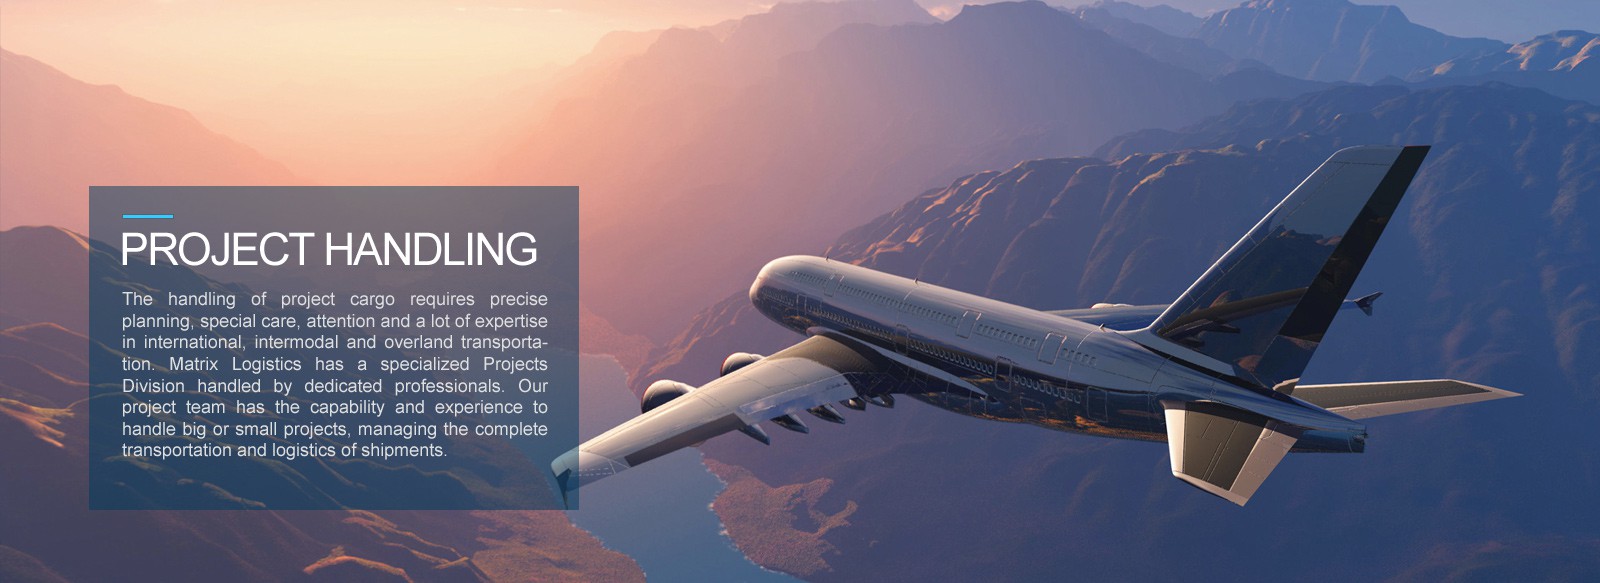 PROJECT HANDLING
The handling of project cargo requires precise
planning, special care, attention and a lot of expertise
in international, intermodal and overland transporta-
tion. Matrix Logistics has a specialized Projects
Division handled by dedicated professionals. Our
project team has the capability and experience to
handle big or small projects, managing the complete
transportation and logistics of shipments.